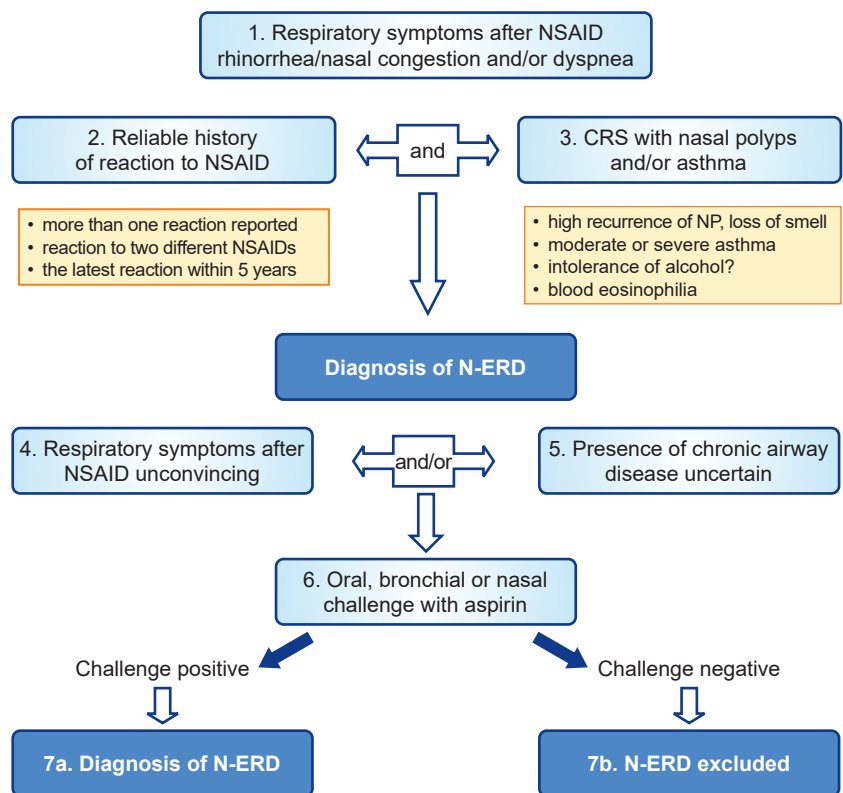 1. Respiratory symptoms after NSAID
rhinorrhea/nasal congestion and/or dyspnea
2. Reliable history
of reaction to NSAID
and
3. CRS with nasal polyps
and/or asthma
• more than one reaction reported
• reaction to two different NSAIDs
• the latest reaction within 5 years
• high recurrence of NP, loss of smell
• moderate or severe asthma
• intolerance of alcohol?
• blood eosinophilia
Diagnosis of N-ERD
4. Respiratory symptoms after
NSAID unconvincing
and/or
5. Presence of chronic airway
disease uncertain
6. Oral, bronchial or nasal
challenge with aspirin
Challenge positive
Challenge negative
7a. Diagnosis of N-ERD
7b. N-ERD excluded